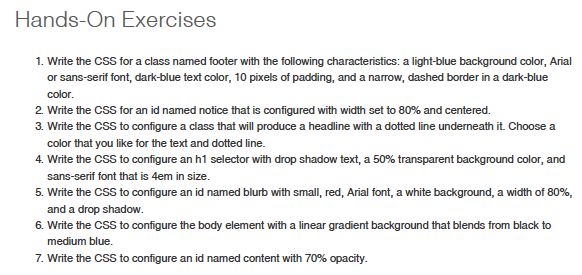 Hands-On Exercises
1. Write the CSS for a class named footer with the following characteristics: a light-blue background color, Arial
or sans-serif font, dark-blue text color, 10 pixels of padding, and a narrow, dashed border in a dark-blue
color.
2. Write the CSS for an id named notice that is configured with width set to 80% and centered.
3. Write the CSS to configure a class that will produce a headline with a dotted line underneath it. Choose a
color that you like for the text and dotted line.
4. Write the CSS to configure an h1 selector with drop shadow text, a 50% transparent background color, and
sans-serif font that is 4em in size.
5. Write the CSS to configure an id named blurb with small, red, Arial font, a white background, a width of 80%,
and a drop shadow.
6. Write the CSS to configure the body element with a linear gradient background that blends from black to
medium blue.
7. Write the CSS to configure an id named content with 70% opacity.